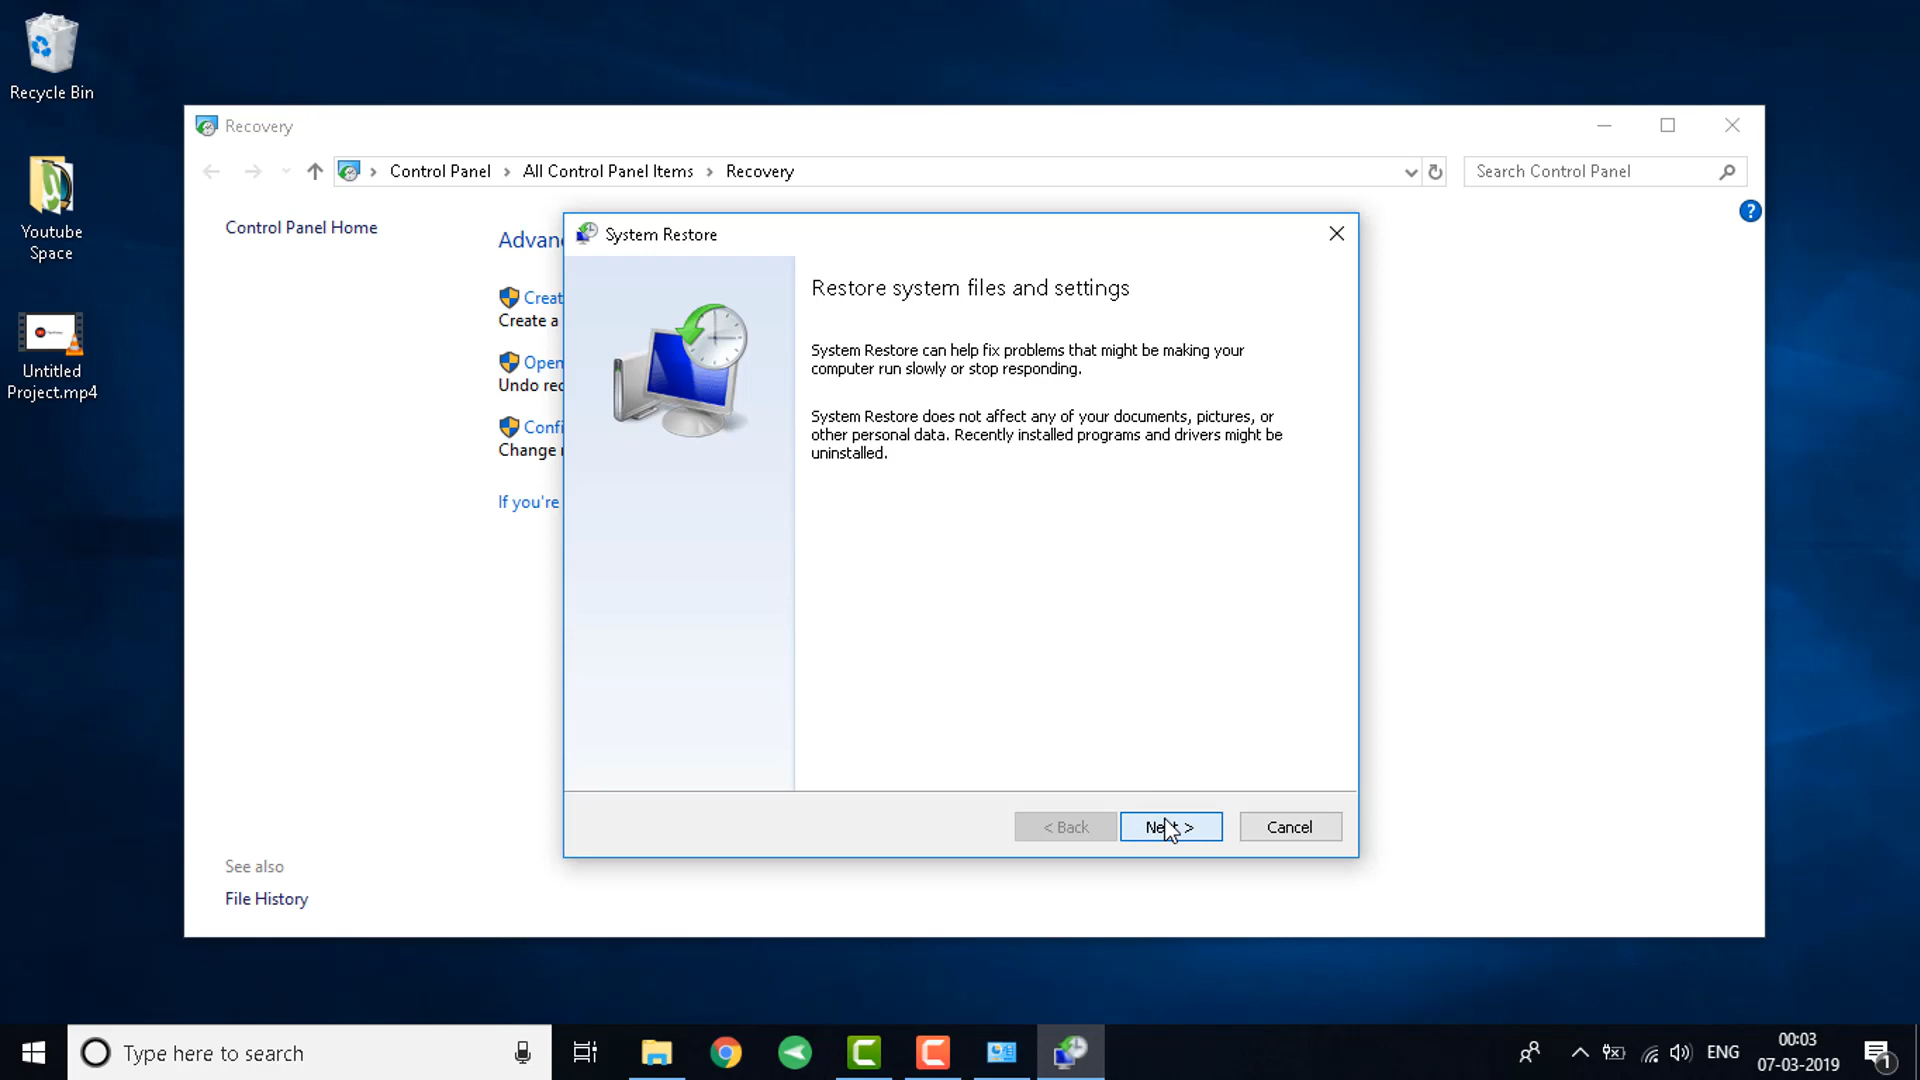 Recycle Bin
Youtube
Space
Untitled
Project.mp4
Recovery
Control Panel
All Control Panel Items
Recovery
Search Control Panel
?
Control Panel Home
Advan
Creat
Create a
Open
Undo rec
Confi
Change
If you're
See also
File History
System Restore
Restore system files and settings
System Restore can help fix problems that might be making your
computer run slowly or stop responding.
System Restore does not affect any of your documents, pictures, or
other personal data. Recently installed programs and drivers might be
uninstalled.
< Back
Next >
Cancel
Type here to search
ENG
00:03
07-03-2019
1